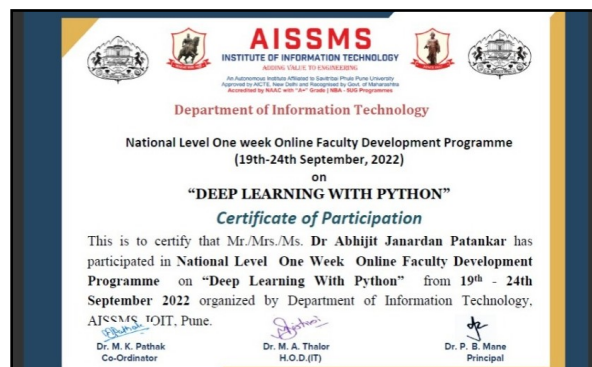 AISSMS
INSTITUTE OF INFORMATION TECHNOLOGY
ADDING VALUE TO ENGINEERING
An Autonomous Institute Affiliated to Savitribai Phule Pune University
Approved by AICTE, New Delhi and Recognised by Govt. of Maharashtra
Accredited by NAAC with "A+" Grade | NBA - 5UG Programmes
Department of Information Technology
National Level One week Online Faculty Development Programme
(19th-24th September, 2022)
on
“DEEP LEARNING WITH PYTHON”
Certificate of Participation
This is to certify that Mr./Mrs./Ms. Dr Abhijit Janardan Patankar has
participated in National Level One Week Online Faculty Development
Programme on “Deep Learning With Python” from 19th - 24th
September 2022 organized by Department of Information Technology,
AISSMS IOIT, Pune.
Dr. M. K. Pathak Dr. M. A. Thalor Dr. P. B. Mane
Co-Ordinator H.O.D.(IT) Principal